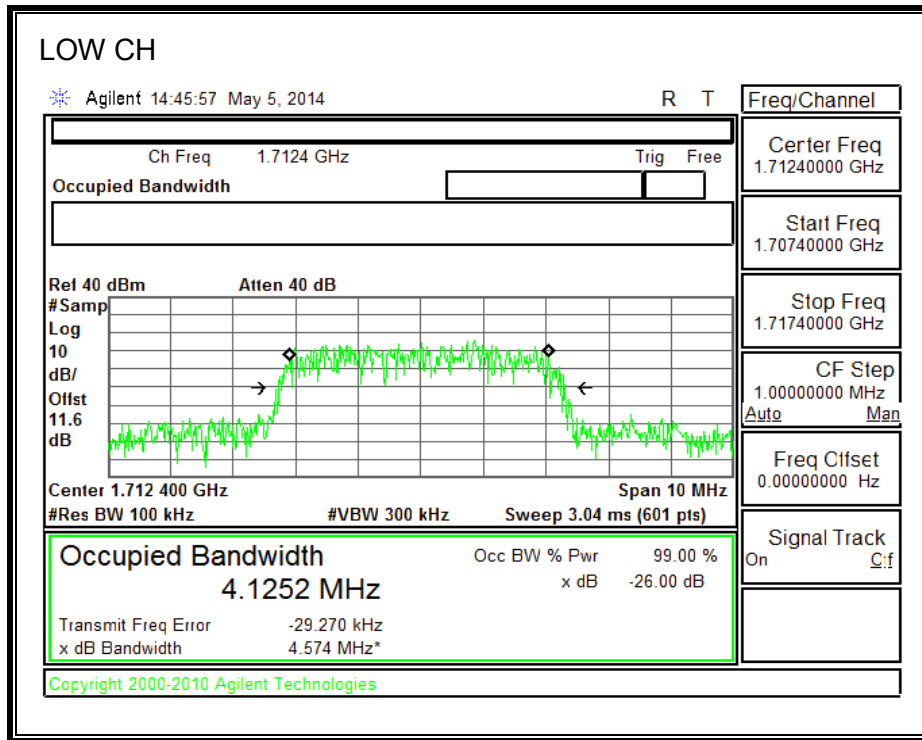 LOW CH
Agilent 14:45:57 May 5, 2014 R T
Ch Freq 1.7124 GHz Trig Free
Occupied Bandwidth
Ref 40 dBm Atten 40 dB
#Samp
Log
10
dB/
Offst
11.6
dB
Center 1.712 400 GHz Span 10 MHz
#Res BW 100 kHz #VBW 300 kHz Sweep 3.04 ms (601 pts)
Occupied Bandwidth Occ BW % Pwr 99.00 %
4.1252 MHz x dB -26.00 dB
Transmit Freq Error -29.270 kHz
x dB Bandwidth 4.574 MHz*
Copyright 2000-2010 Agilent Technologies
Freq/Channel
Center Freq
1.71240000 GHz
Start Freq
1.70740000 GHz
Stop Freq
1.71740000 GHz
CF Step
1.00000000 MHz
Auto Man
Freq Offset
0.00000000 Hz
Signal Track
On Off